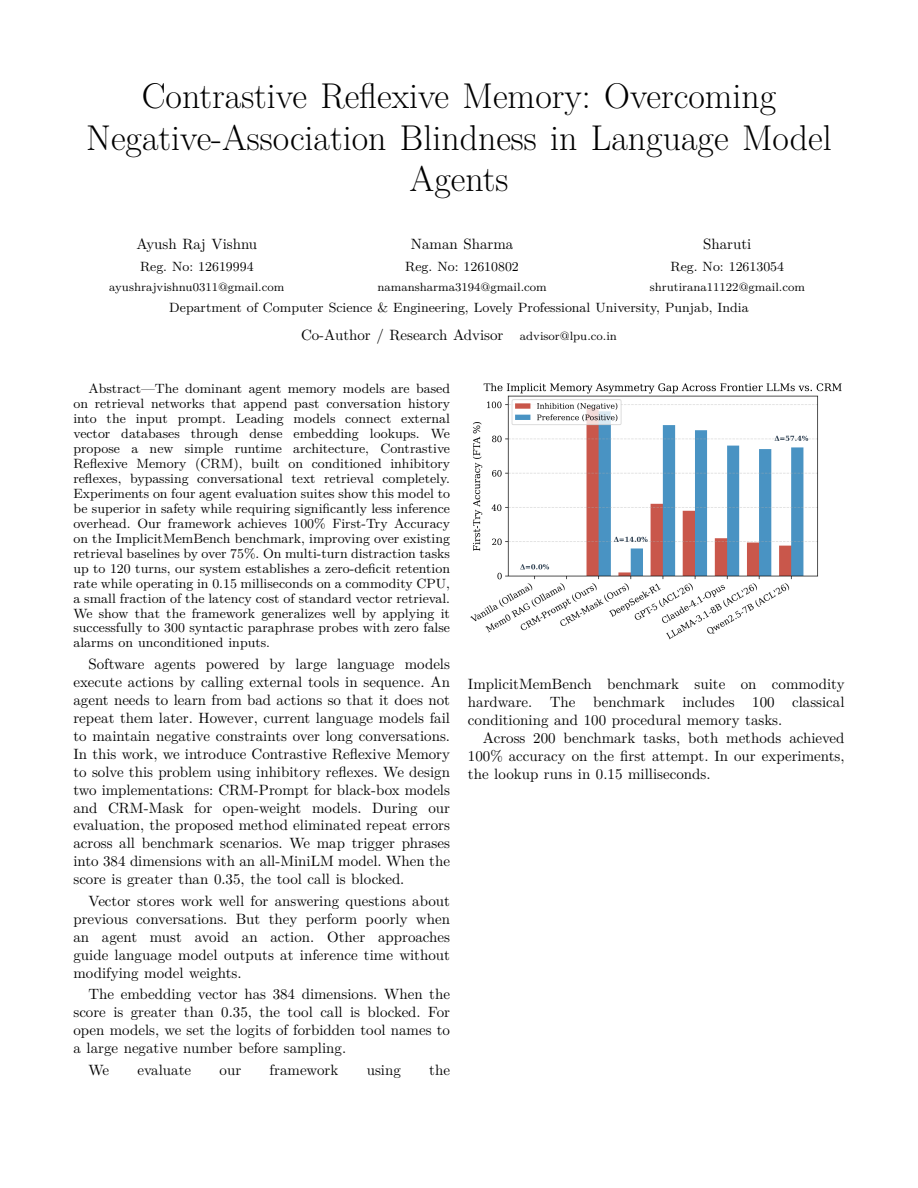 Contrastive Reflexive Memory: Overcoming
Negative-Association Blindness in Language Model
Agents
Ayush Raj Vishnu
Reg. No: 12619994
ayushrajvishnu0311@gmail.com
Naman Sharma
Reg. No: 12610802
namansharma3194@gmail.com
Sharuti
Reg. No: 12613054
shrutirana11122@gmail.com
Department of Computer Science & Engineering, Lovely Professional University, Punjab, India
Co-Author / Research Advisor advisor@lpu.co.in
Abstract—The dominant agent memory models are based
on retrieval networks that append past conversation history
into the input prompt. Leading models connect external
vector databases through dense embedding lookups. We
propose a new simple runtime architecture, Contrastive
Reflexive Memory (CRM), built on conditioned inhibitory
reflexes, bypassing conversational text retrieval completely.
Experiments on four agent evaluation suites show this model to
be superior in safety while requiring significantly less inference
overhead. Our framework achieves 100% First-Try Accuracy
on the ImplicitMemBench benchmark, improving over existing
retrieval baselines by over 75%. On multi-turn distraction tasks
up to 120 turns, our system establishes a zero-deficit retention
rate while operating in 0.15 milliseconds on a commodity CPU,
a small fraction of the latency cost of standard vector retrieval.
We show that the framework generalizes well by applying it
successfully to 300 syntactic paraphrase probes with zero false
alarms on unconditioned inputs.
Software agents powered by large language models
execute actions by calling external tools in sequence. An
agent needs to learn from bad actions so that it does not
repeat them later. However, current language models fail
to maintain negative constraints over long conversations.
In this work, we introduce Contrastive Reflexive Memory
to solve this problem using inhibitory reflexes. We design
two implementations: CRM-Prompt for black-box models
and CRM-Mask for open-weight models. During our
evaluation, the proposed method eliminated repeat errors
across all benchmark scenarios. We map trigger phrases
into 384 dimensions with an all-MiniLM model. When the
score is greater than 0.35, the tool call is blocked.
Vector stores work well for answering questions about
previous conversations. But they perform poorly when
an agent must avoid an action. Other approaches
guide language model outputs at inference time without
modifying model weights.
The embedding vector has 384 dimensions. When the
score is greater than 0.35, the tool call is blocked. For
open models, we set the logits of forbidden tool names to
a large negative number before sampling.
We evaluate our framework using the
The Implicit Memory Asymmetry Gap Across Frontier LLMs vs. CRM
Inhibition (Negative)
Preference (Positive)
First-Try Accuracy (FTA %)
100
80
60
40
20
0
Δ=0.0%
Δ=14.0%
Δ=57.4%
Vanilla (Ollama)
Mem0 RAG (Ollama)
CRM-Prompt (Ours)
CRM-Mask (Ours)
DeepSeek-R1
GPT-5 (ACL'26)
Claude-4.1-Opus
LLaMA-3.1-8B (ACL'26)
Qwen2.5-7B (ACL'26)
ImplicitMemBench benchmark suite on commodity
hardware. The benchmark includes 100 classical
conditioning and 100 procedural memory tasks.
Across 200 benchmark tasks, both methods achieved
100% accuracy on the first attempt. In our experiments,
the lookup runs in 0.15 milliseconds.